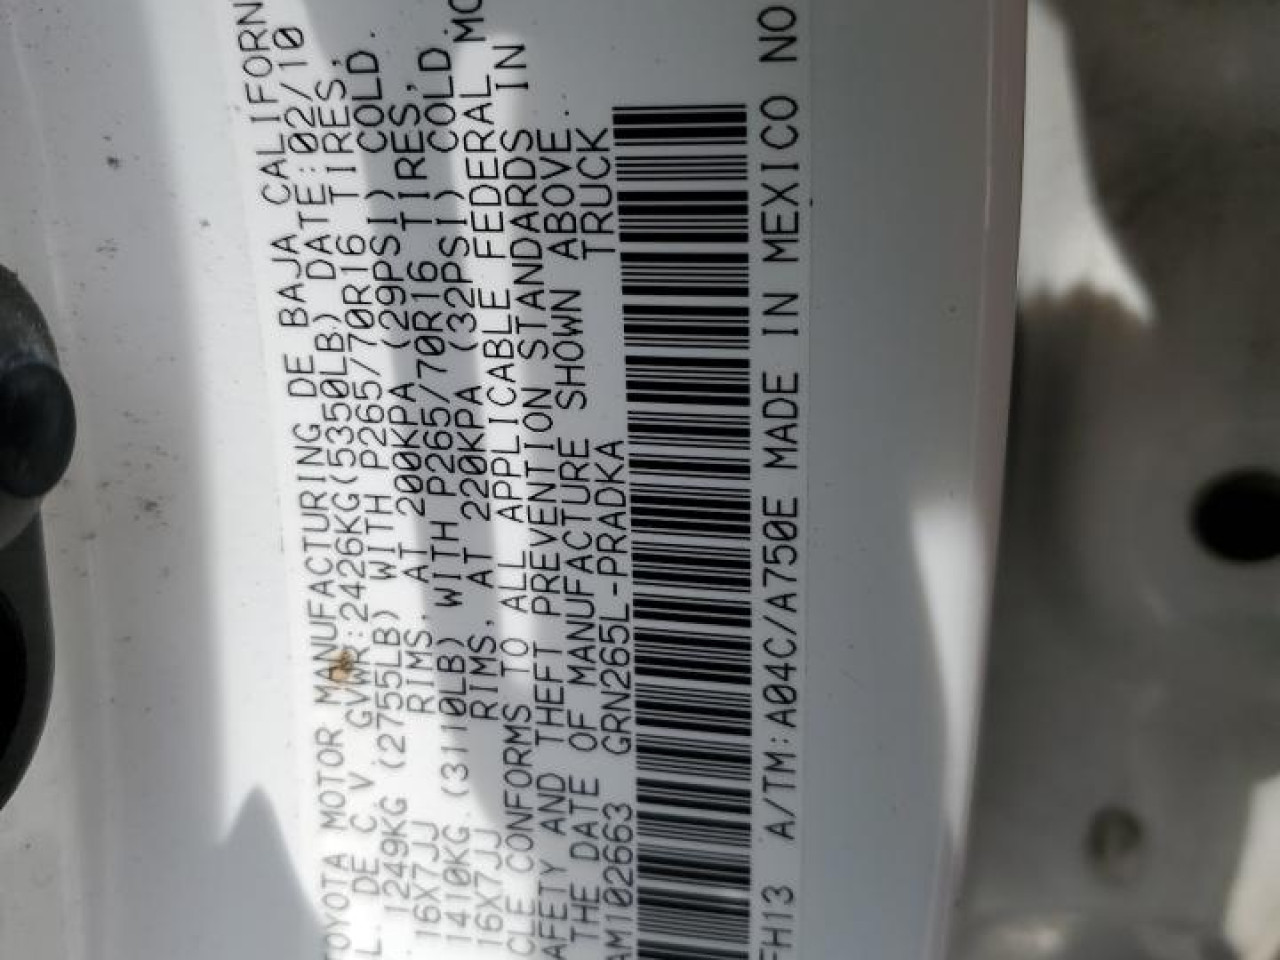 TOYOTA MOTOR MANUFACTURING DE BAJA CALIFORN
L. DE C.V. GVWR:2426KG(5350LB) DATE:02/10
1249KG (2755LB) WITH P265/70R16 TIRES,
16X7JJ RIMS, AT 200KPA (29PSI) COLD.
1410KG (3110LB) WITH P265/70R16 TIRES,
16X7JJ RIMS, AT 220KPA (32PSI) COLD.
CLE CONFORMS TO ALL APPLICABLE FEDERAL MO
AFETY AND THEFT PREVENTION STANDARDS IN
THE DATE OF MANUFACTURE SHOWN ABOVE.
AM102663 GRN265L-PRADKA TRUCK
FH13 A/TM:A04C/A750E MADE IN MEXICO NO